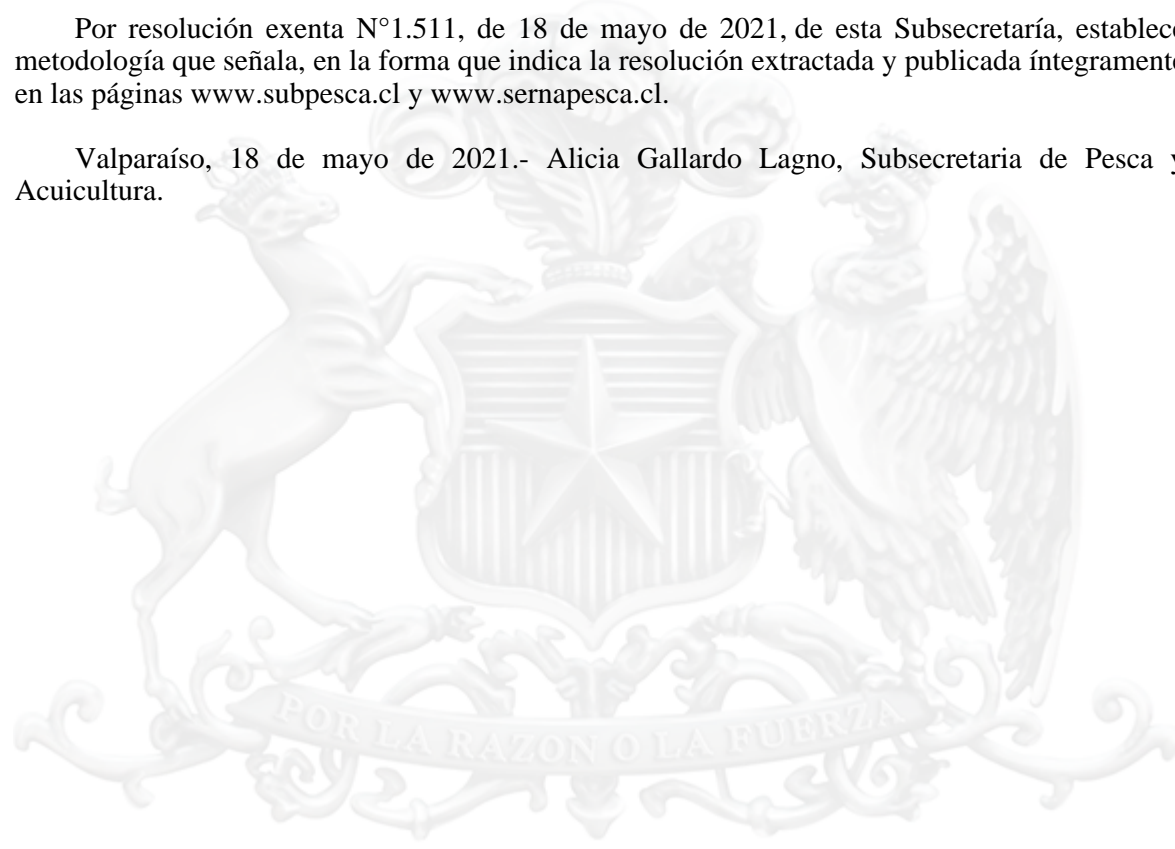 Por resolución exenta N°1.511, de 18 de mayo de 2021, de esta Subsecretaría, establece
metodología que señala, en la forma que indica la resolución extractada y publicada íntegramente
en las páginas www.subpesca.cl y www.sernapesca.cl.
Valparaíso, 18 de mayo de 2021.- Alicia Gallardo Lagno, Subsecretaria de Pesca y
Acuicultura.
POR LA RAZON O LA FUERZA